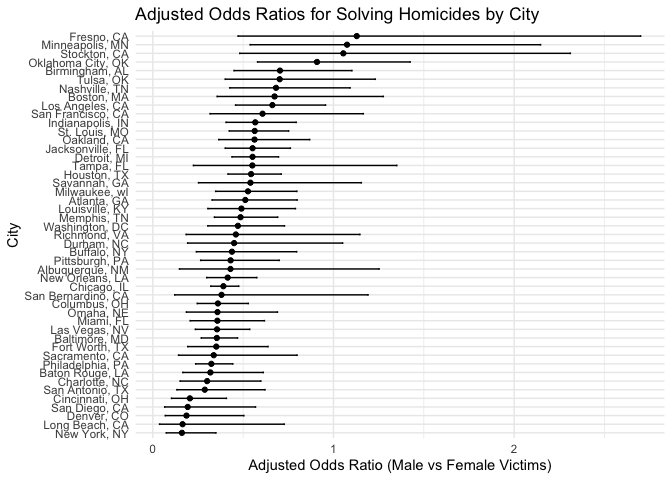 Adjusted Odds Ratios for Solving Homicides by City
Fresno, CA
Minneapolis, MN
Stockton, CA
Oklahoma City, OK
Birmingham, AL
Tulsa, OK
Nashville, TN
Boston, MA
Los Angeles, CA
San Francisco, CA
Indianapolis, IN
St. Louis, MO
Oakland, CA
Jacksonville, FL
Detroit, MI
Tampa, FL
Houston, TX
Savannah, GA
Milwaukee, wI
Atlanta, GA
Louisville, KY
Memphis, TN
Washington, DC
Richmond, VA
Durham, NC
Buffalo, NY
Pittsburgh, PA
Albuquerque, NM
New Orleans, LA
Chicago, IL
San Bernardino, CA
Columbus, OH
Omaha, NE
Miami, FL
Las Vegas, NV
Baltimore, MD
Fort Worth, TX
Sacramento, CA
Philadelphia, PA
Baton Rouge, LA
Charlotte, NC
San Antonio, TX
Cincinnati, OH
San Diego, CA
Denver, CO
Long Beach, CA
New York, NY
City
0 1 2
Adjusted Odds Ratio (Male vs Female Victims)